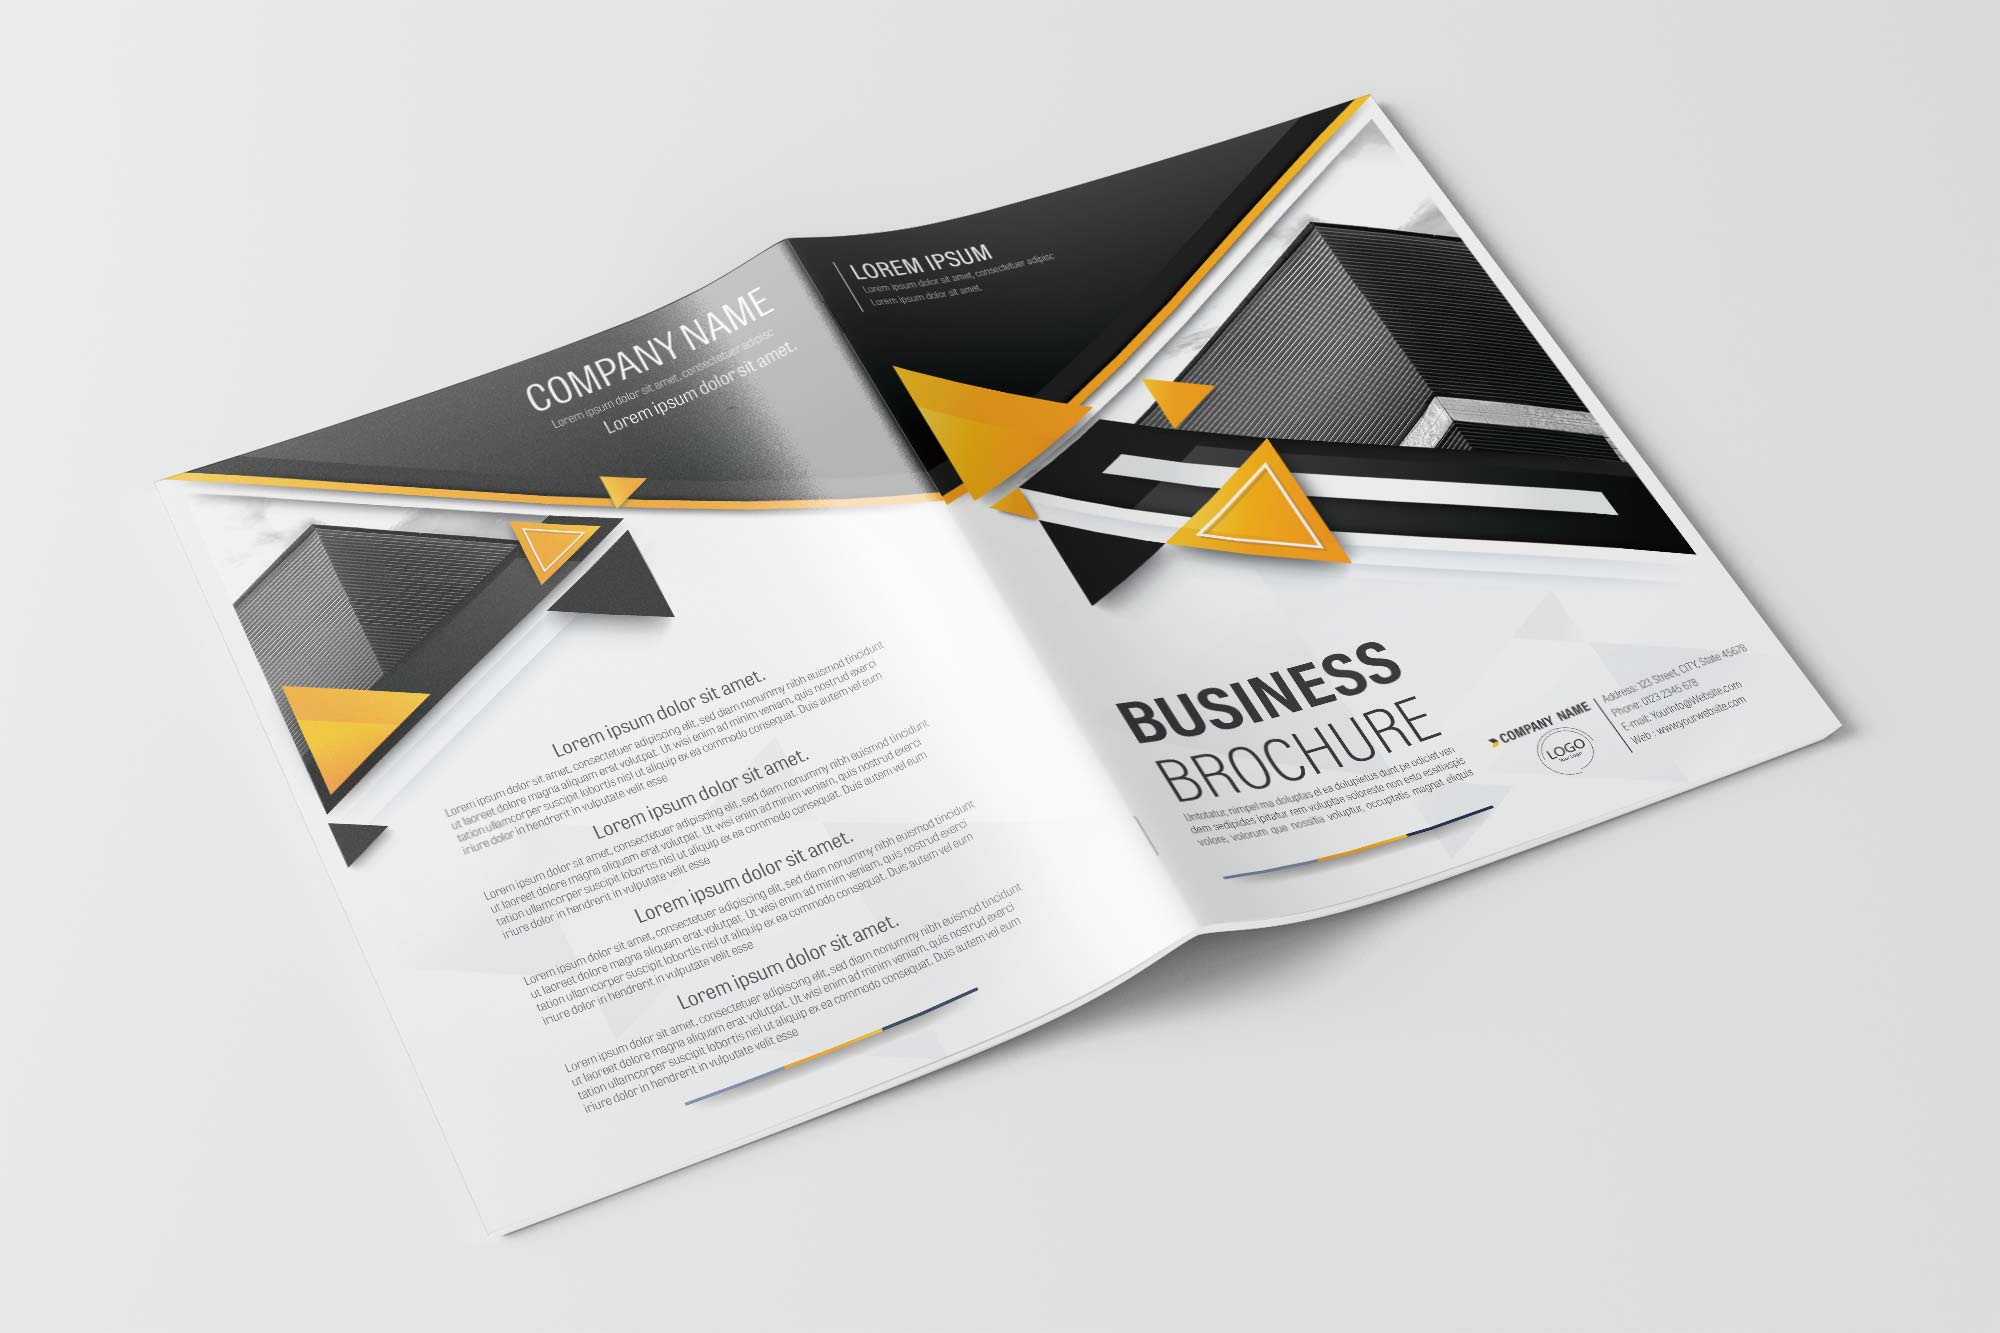 COMPANY NAME
Lorem ipsum dolor sit amet, consectetuer adipisc
Lorem ipsum dolor sit amet.
Lorem ipsum dolor sit amet.
Lorem ipsum dolor sit amet, consectetuer adipiscing elit, sed diam nonummy nibh euismod tincidunt
ut laoreet dolore magna aliquam erat volutpat. Ut wisi enim ad minim veniam, quis nostrud exerci
tation ullamcorper suscipit lobortis nisl ut aliquip ex ea commodo consequat. Duis autem vel eum
iriure dolor in hendrerit in vulputate velit esse
Lorem ipsum dolor sit amet.
Lorem ipsum dolor sit amet, consectetuer adipiscing elit, sed diam nonummy nibh euismod tincidunt
ut laoreet dolore magna aliquam erat volutpat. Ut wisi enim ad minim veniam, quis nostrud exerci
tation ullamcorper suscipit lobortis nisl ut aliquip ex ea commodo consequat. Duis autem vel eum
iriure dolor in hendrerit in vulputate velit esse
Lorem ipsum dolor sit amet.
Lorem ipsum dolor sit amet, consectetuer adipiscing elit, sed diam nonummy nibh euismod tincidunt
ut laoreet dolore magna aliquam erat volutpat. Ut wisi enim ad minim veniam, quis nostrud exerci
tation ullamcorper suscipit lobortis nisl ut aliquip ex ea commodo consequat. Duis autem vel eum
iriure dolor in hendrerit in vulputate velit esse
Lorem ipsum dolor sit amet.
Lorem ipsum dolor sit amet, consectetuer adipiscing elit, sed diam nonummy nibh euismod tincidunt
ut laoreet dolore magna aliquam erat volutpat. Ut wisi enim ad minim veniam, quis nostrud exerci
tation ullamcorper suscipit lobortis nisl ut aliquip ex ea commodo consequat. Duis autem vel eum
iriure dolor in hendrerit in vulputate velit esse
LOREM IPSUM
Lorem ipsum dolor sit amet, consectetuer adipisc
Lorem ipsum dolor sit amet.
BUSINESS
BROCHURE
Untotatur, nimpel ma doluptas el ea dolupietus dunt pe odiciet ven
dem sedipides ipitatur rem voluptae soloreste non esto essitiaspis
volore, volorum que nossitia voluptur, occuptatis magnat eliquis
COMPANY NAME
LOGO
Your Logo
Address: 123 Street, CITY, State 45678
Phone: 0123 2345 678
E-mail: Yourinfo@Website.com
Web : www.yourwebsite.com